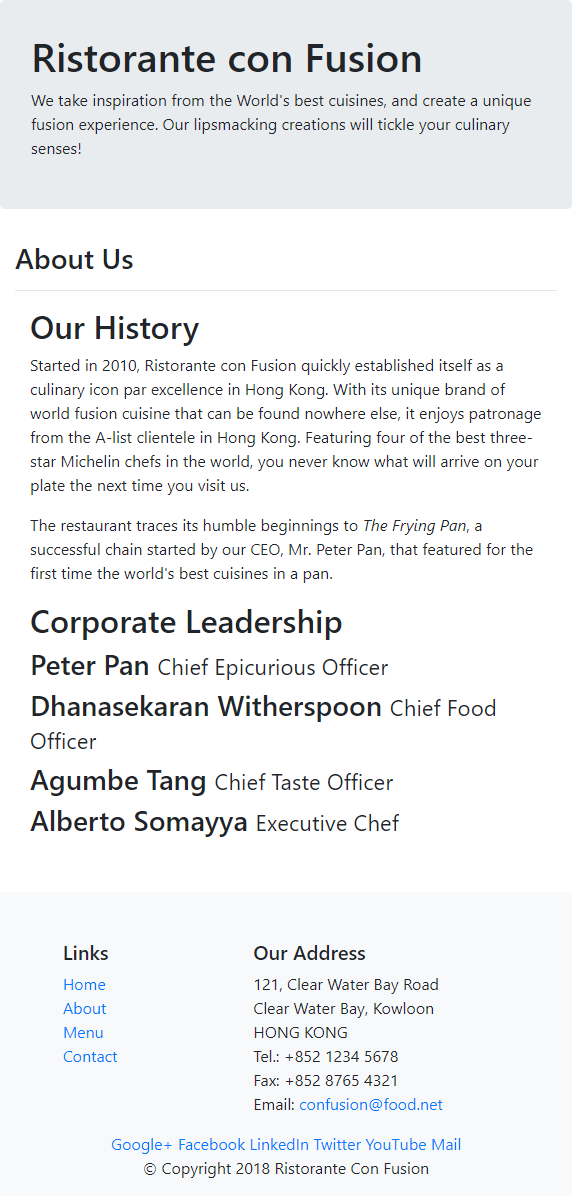 Ristorante con Fusion
We take inspiration from the World's best cuisines, and create a unique
fusion experience. Our lipsmacking creations will tickle your culinary
senses!
About Us
Our History
Started in 2010, Ristorante con Fusion quickly established itself as a
culinary icon par excellence in Hong Kong. With its unique brand of
world fusion cuisine that can be found nowhere else, it enjoys patronage
from the A-list clientele in Hong Kong. Featuring four of the best three-
star Michelin chefs in the world, you never know what will arrive on your
plate the next time you visit us.
The restaurant traces its humble beginnings to The Frying Pan, a
successful chain started by our CEO, Mr. Peter Pan, that featured for the
first time the world's best cuisines in a pan.
Corporate Leadership
Peter Pan Chief Epicurious Officer
Dhanasekaran Witherspoon Chief Food
Officer
Agumbe Tang Chief Taste Officer
Alberto Somayya Executive Chef
Links
Home
About
Menu
Contact
Our Address
121, Clear Water Bay Road
Clear Water Bay, Kowloon
HONG KONG
Tel.: +852 1234 5678
Fax: +852 8765 4321
Email: confusion@food.net
Google+ Facebook LinkedIn Twitter YouTube Mail
© Copyright 2018 Ristorante Con Fusion